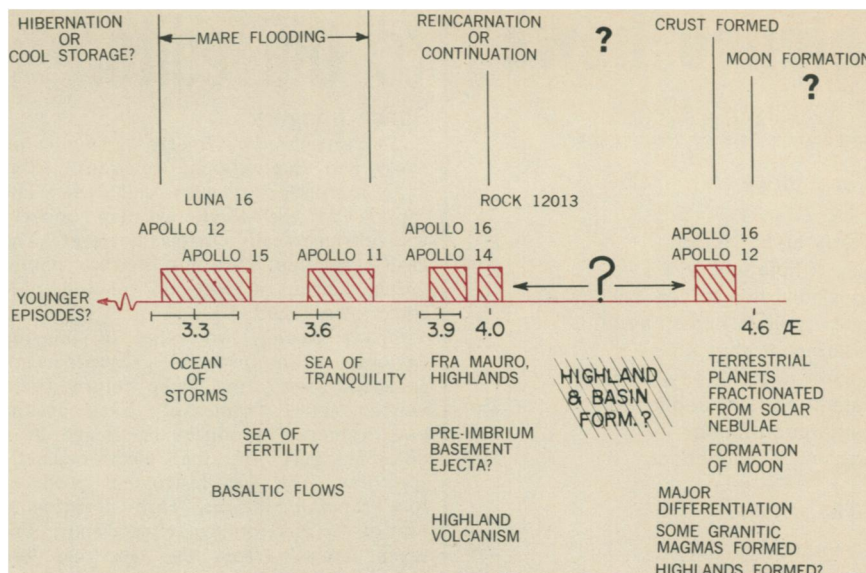 HIBERNATION
OR
COOL STORAGE?
MARE FLOODING
REINCARNATION
OR
CONTINUATION
?
CRUST FORMED
MOON FORMATION
?
LUNA 16
ROCK 12013
APOLLO 12
APOLLO 15
APOLLO 11
APOLLO 16
APOLLO 14
?
APOLLO 16
APOLLO 12
YOUNGER
EPISODES?
3.3
3.6
3.9
4.0
4.6 Æ
OCEAN
OF
STORMS
SEA OF
TRANQUILITY
FRA MAURO,
HIGHLANDS
HIGHLAND
& BASIN
FORM.?
TERRESTRIAL
PLANETS
FRACTIONATED
FROM SOLAR
NEBULAE
SEA OF
FERTILITY
PRE-IMBRIUM
BASEMENT
EJECTA?
FORMATION
OF MOON
BASALTIC FLOWS
MAJOR
DIFFERENTIATION
HIGHLAND
VOLCANISM
SOME GRANITIC
MAGMAS FORMED
HIGHLANDS FORMED?